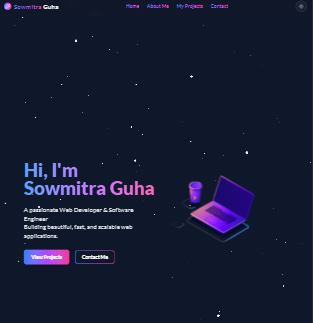 Sowmitra Guha
Home About Me My Projects Contact
Hi, I'm
Sowmitra Guha
A passionate Web Developer & Software
Engineer
Building beautiful, fast, and scalable web
applications.
View Projects Contact Me